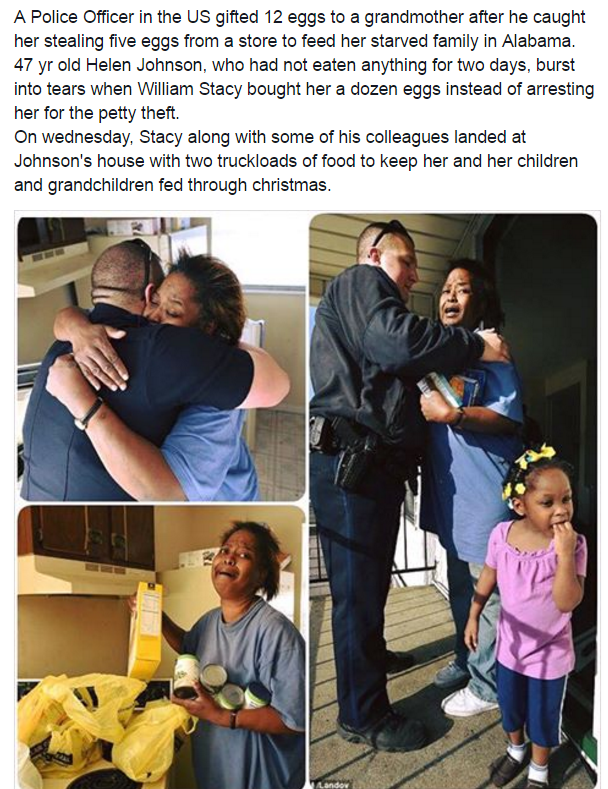 A Police Officer in the US gifted 12 eggs to a grandmother after he caught
her stealing five eggs from a store to feed her starved family in Alabama.
47 yr old Helen Johnson, who had not eaten anything for two days, burst
into tears when William Stacy bought her a dozen eggs instead of arresting
her for the petty theft.
On wednesday, Stacy along with some of his colleagues landed at
Johnson's house with two truckloads of food to keep her and her children
and grandchildren fed through christmas.
/Landov